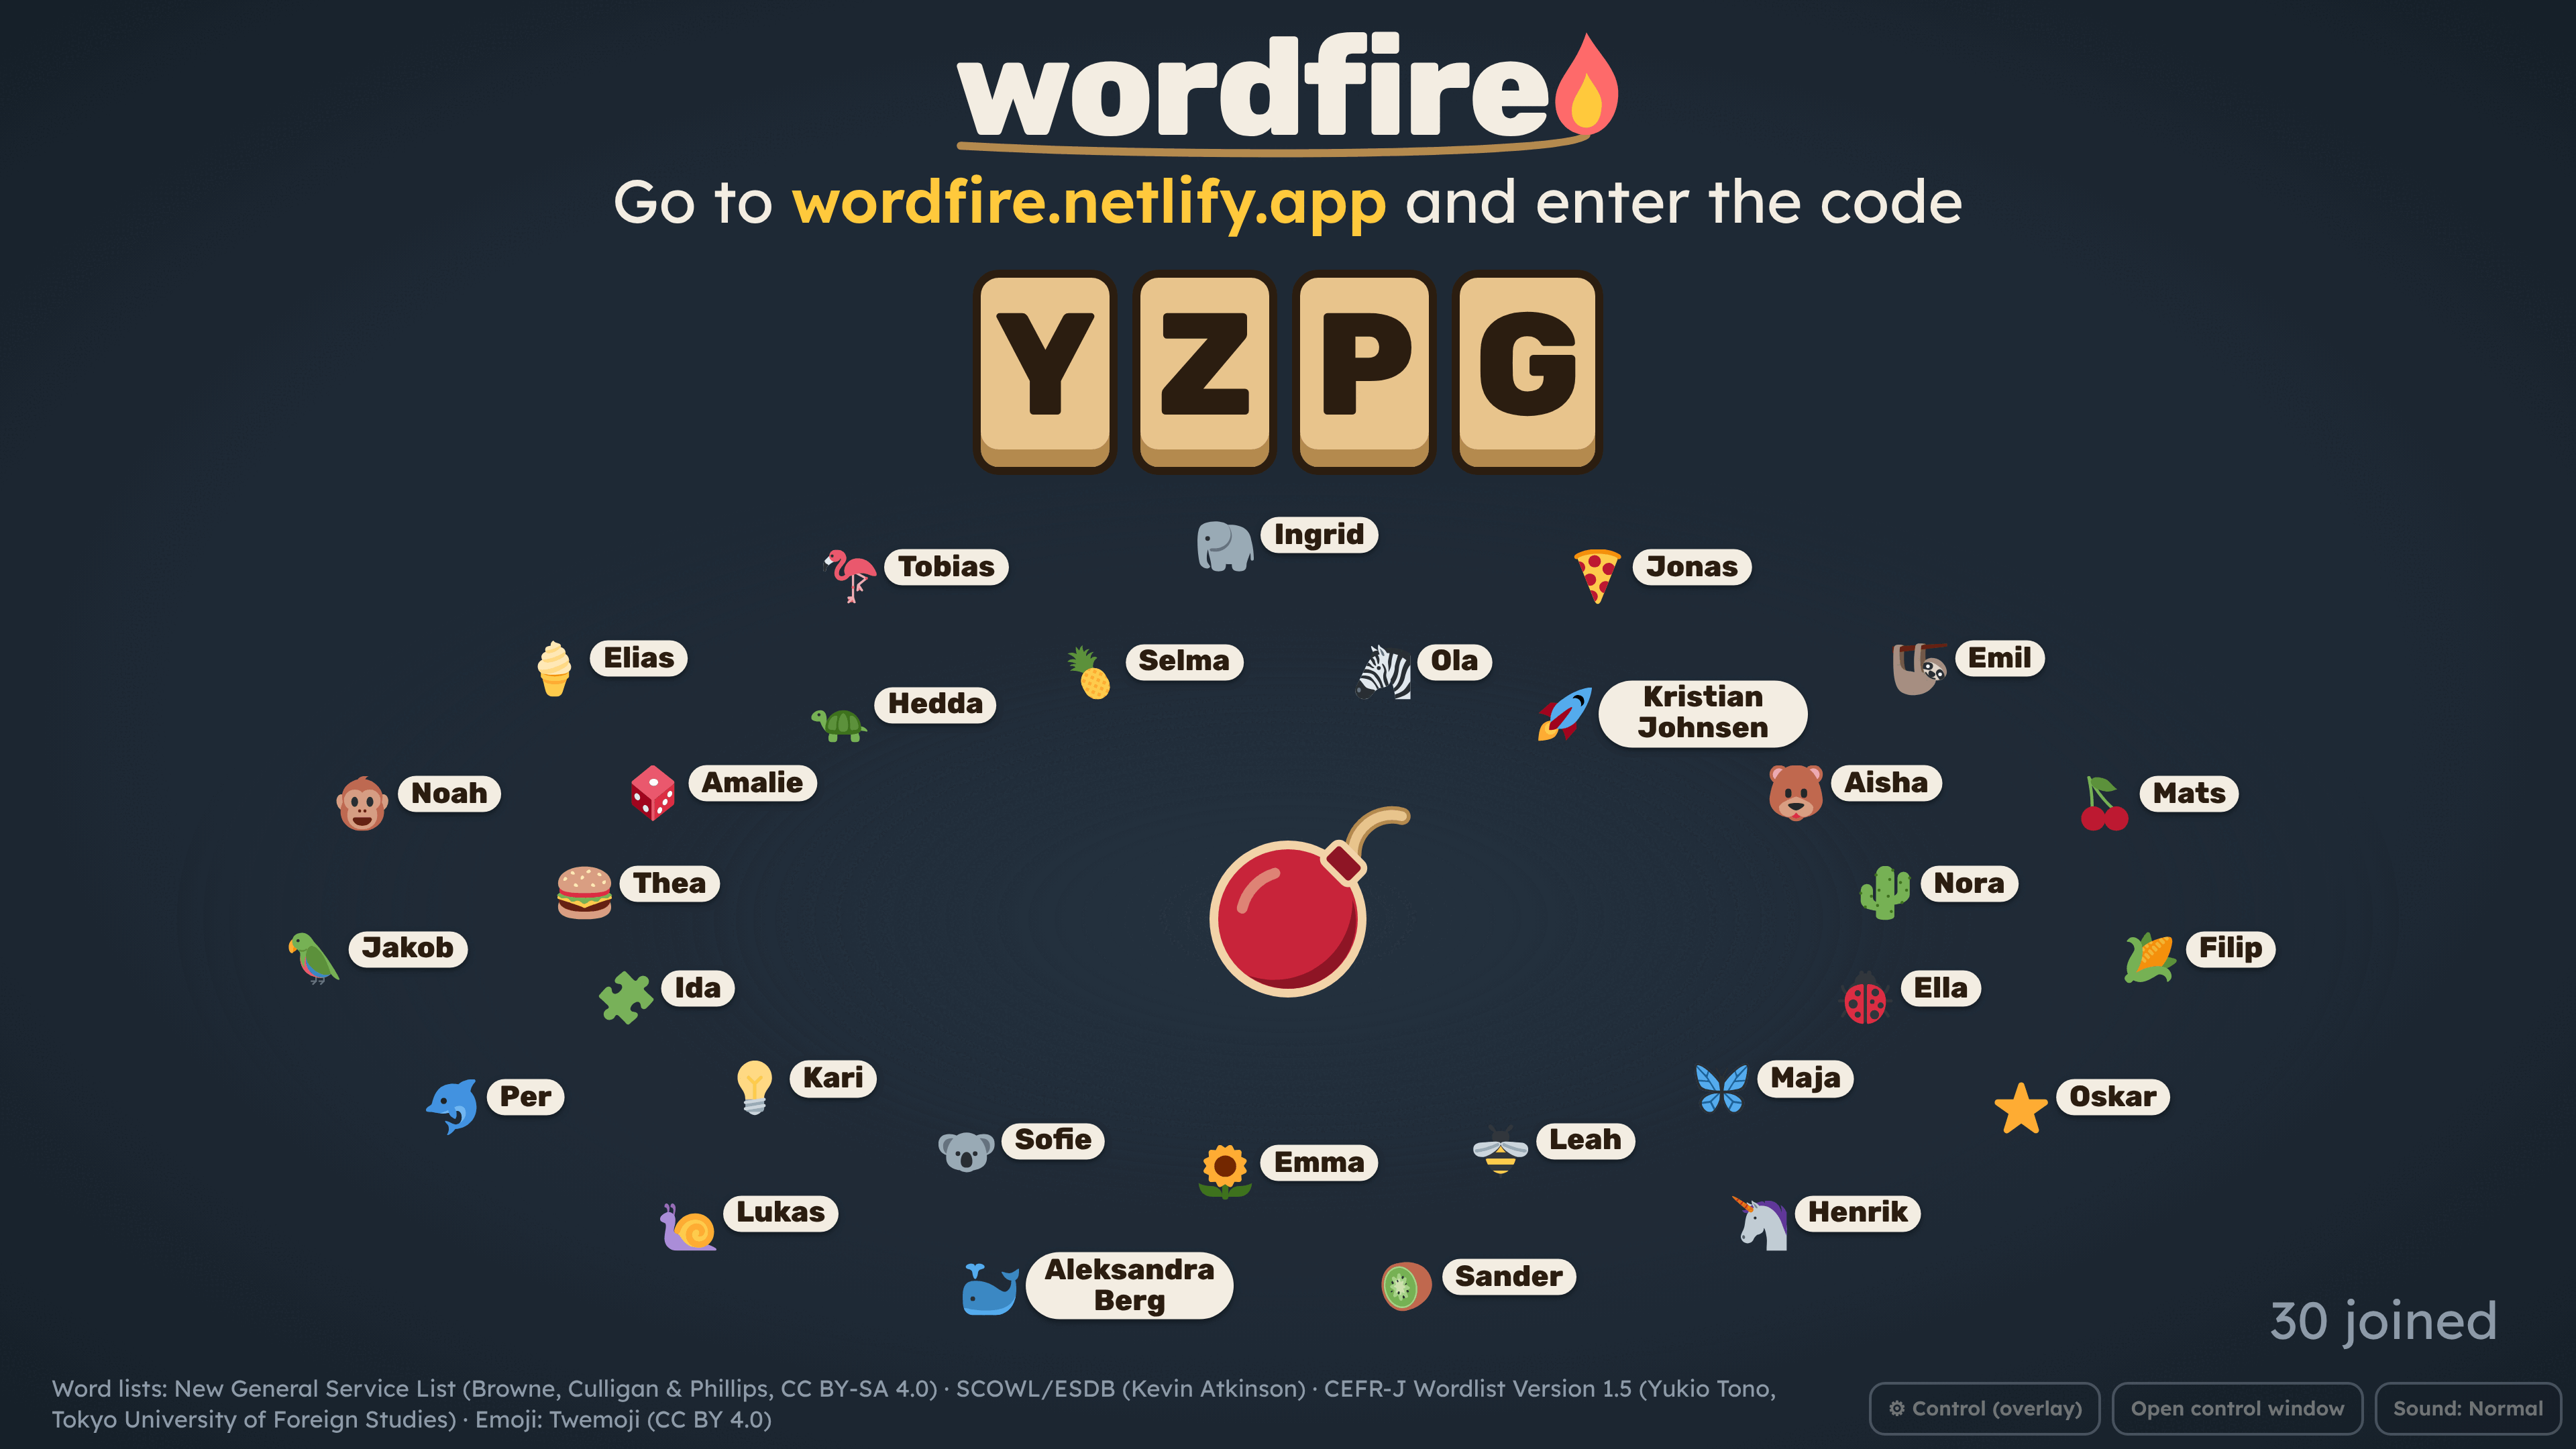 wordfire
Go to wordfire.netlify.app and enter the code
Y Z P G
Ingrid
Tobias
Jonas
Elias
Selma
Ola
Emil
Hedda
Kristian
Johnsen
Noah
Amalie
Aisha
Mats
Thea
Nora
Jakob
Filip
Ida
Ella
Per
Kari
Maja
Oskar
Sofie
Emma
Leah
Lukas
Henrik
Aleksandra
Berg
Sander
30 joined
Word lists: New General Service List (Browne, Culligan & Phillips, CC BY-SA 4.0) · SCOWL/ESDB (Kevin Atkinson) · CEFR-J Wordlist Version 1.5 (Yukio Tono,
Tokyo University of Foreign Studies) · Emoji: Twemoji (CC BY 4.0)
⚙ Control (overlay)
Open control window
Sound: Normal